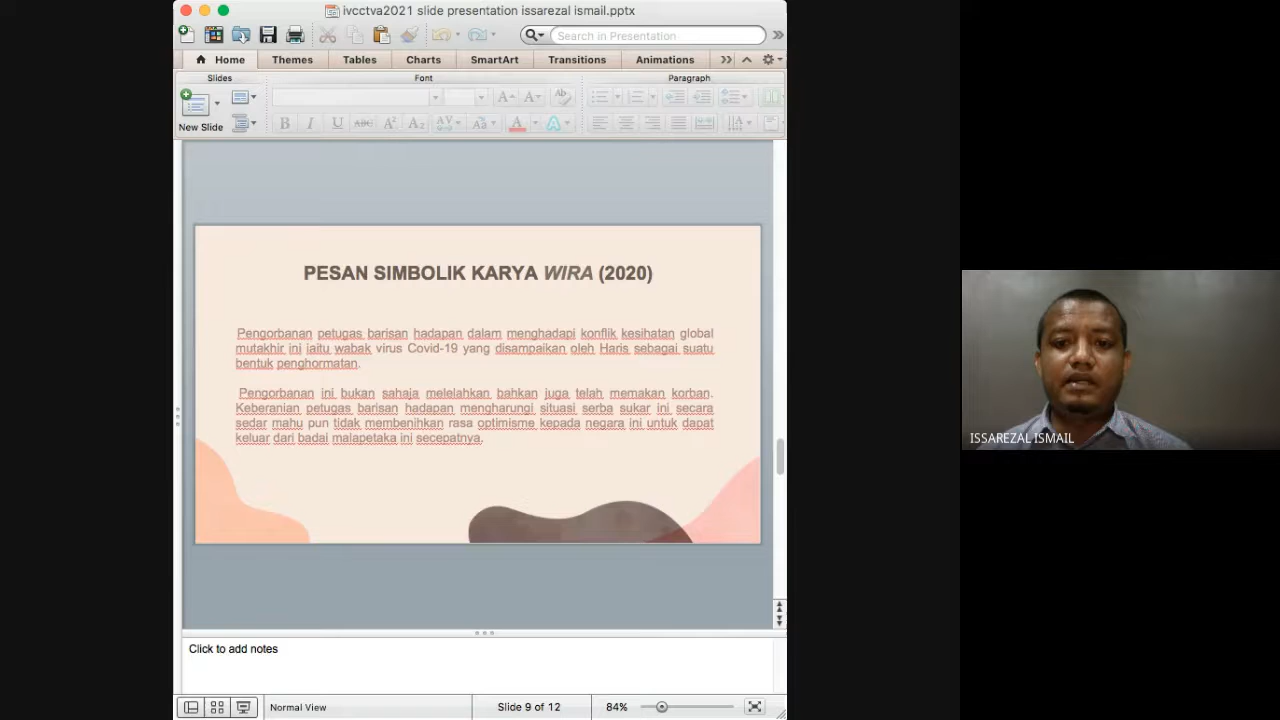 ivcctva2021 slide presentation issarezal ismail.pptx
Search in Presentation
Home Themes Tables Charts SmartArt Transitions Animations
Slides Font Paragraph
New Slide
PESAN SIMBOLIK KARYA WIRA (2020)
Pengorbanan petugas barisan hadapan dalam menghadapi konflik kesihatan global
mutakhir ini iaitu wabak virus Covid-19 yang disampaikan oleh Haris sebagai suatu
bentuk penghormatan.
Pengorbanan ini bukan sahaja melelahkan bahkan juga telah memakan korban.
Keberanian petugas barisan hadapan mengharungi situasi serba sukar ini secara
sedar mahu pun tidak membenihkan rasa optimisme kepada negara ini untuk dapat
keluar dari badai malapetaka ini secepatnya.
ISSAREZAL ISMAIL
Click to add notes
Normal View Slide 9 of 12 84%